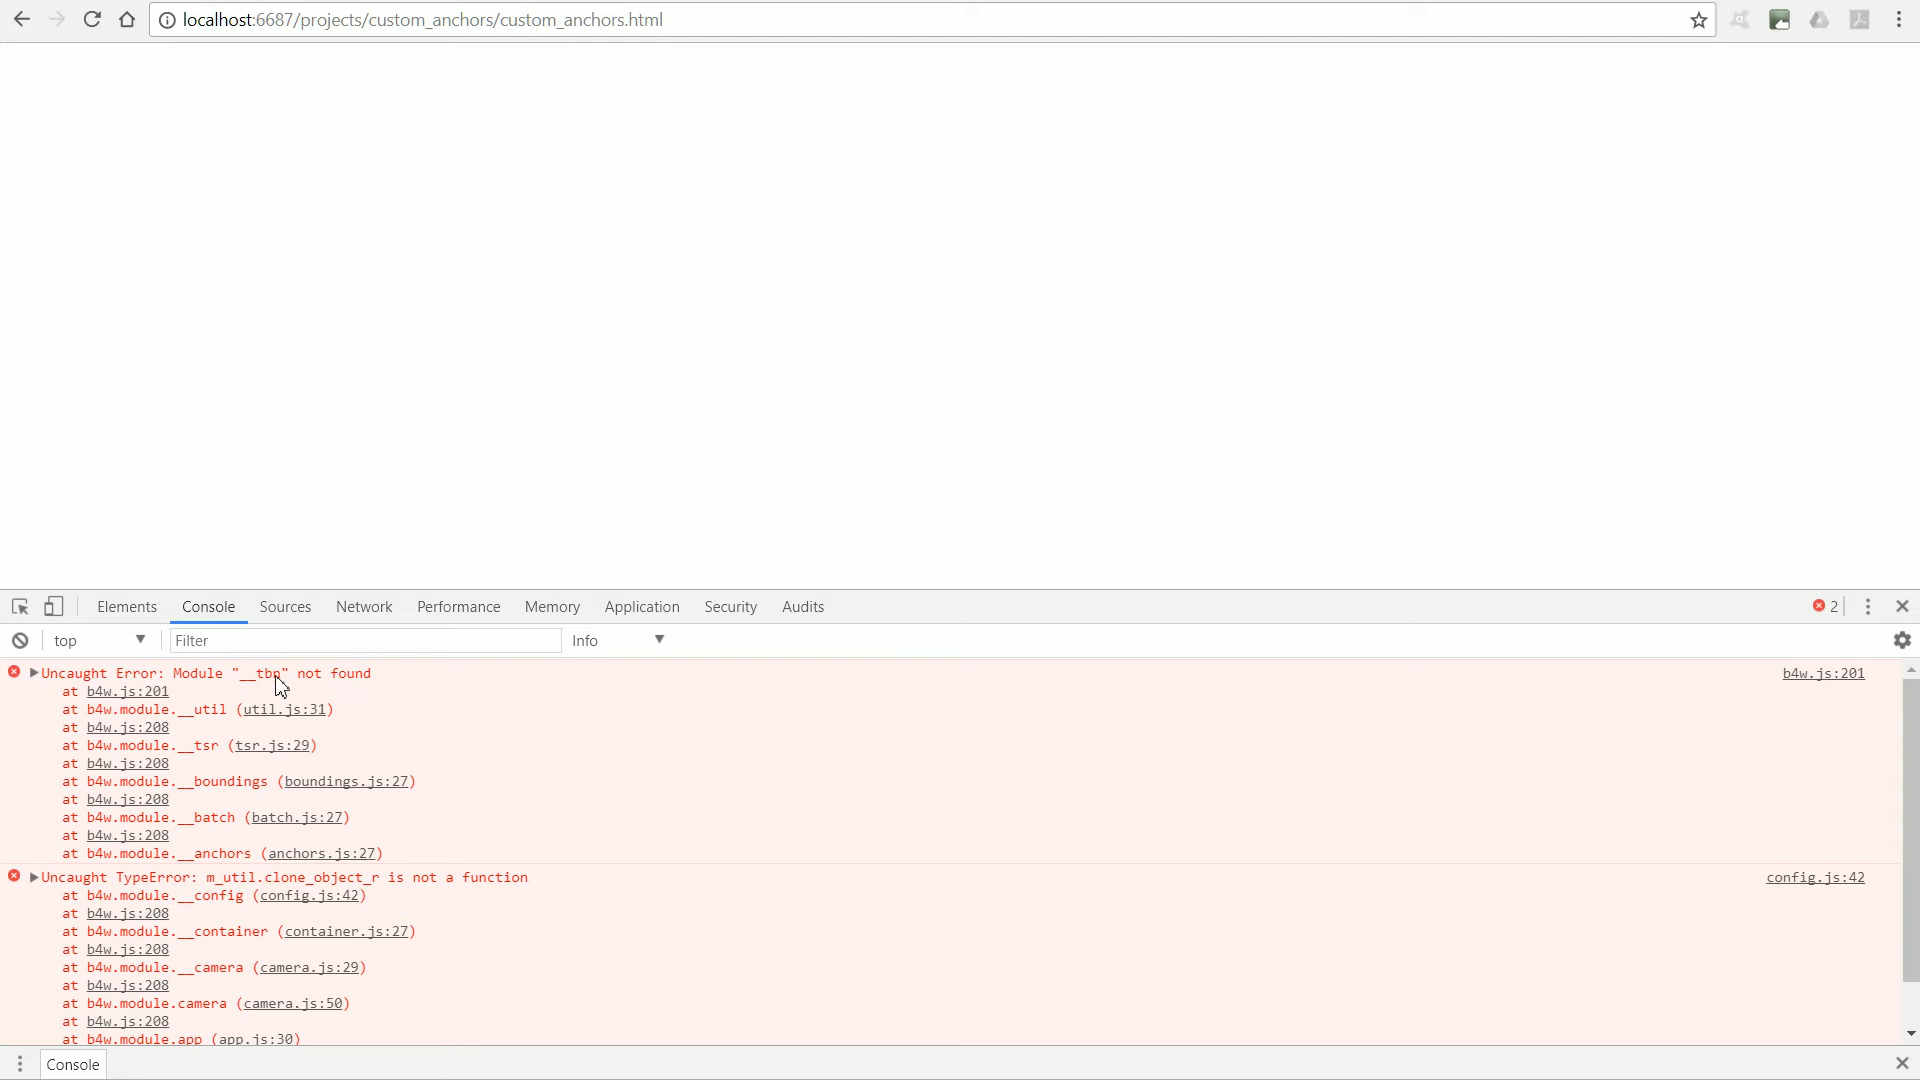 localhost:6687/projects/custom_anchors/custom_anchors.html
Elements Console Sources Network Performance Memory Application Security Audits 2
top Filter Info
Uncaught Error: Module "__tbn" not found b4w.js:201
at b4w.js:201
at b4w.module.__util (util.js:31)
at b4w.js:208
at b4w.module.__tsr (tsr.js:29)
at b4w.js:208
at b4w.module.__boundings (boundings.js:27)
at b4w.js:208
at b4w.module.__batch (batch.js:27)
at b4w.js:208
at b4w.module.__anchors (anchors.js:27)
Uncaught TypeError: m_util.clone_object_r is not a function config.js:42
at b4w.module.__config (config.js:42)
at b4w.js:208
at b4w.module.__container (container.js:27)
at b4w.js:208
at b4w.module.__camera (camera.js:29)
at b4w.js:208
at b4w.module.camera (camera.js:50)
at b4w.js:208
at b4w.module.app (app.js:30)
Console